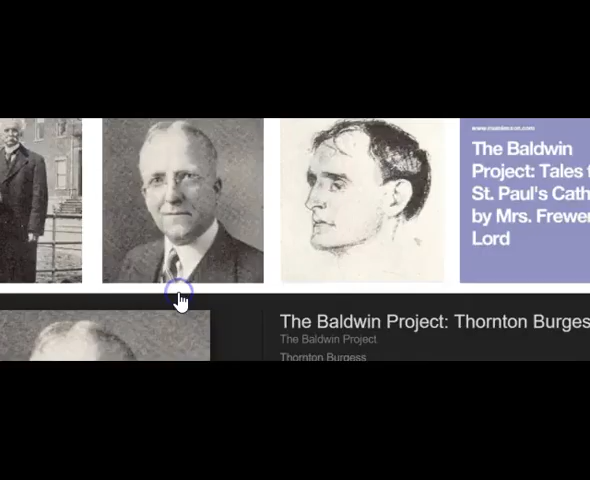 The Baldwin
Project: Tales
St. Paul's Cath
by Mrs. Frewe
Lord
The Baldwin Project: Thornton Burges
The Baldwin Project
Thornton Burgess